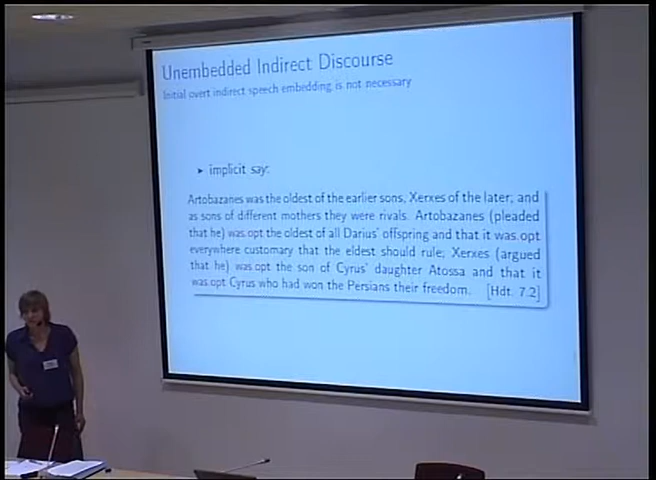 Unembedded Indirect Discourse
Initial overt indirect speech embedding is not necessary
➤ implicit say:
Artobazanes was the oldest of the earlier sons, Xerxes of the later; and
as sons of different mothers they were rivals. Artobazanes (pleaded
that he) was.opt the oldest of all Darius' offspring and that it was.opt
everywhere customary that the eldest should rule; Xerxes (argued
that he) was.opt the son of Cyrus' daughter Atossa and that it
was.opt Cyrus who had won the Persians their freedom. [Hdt. 7.2]